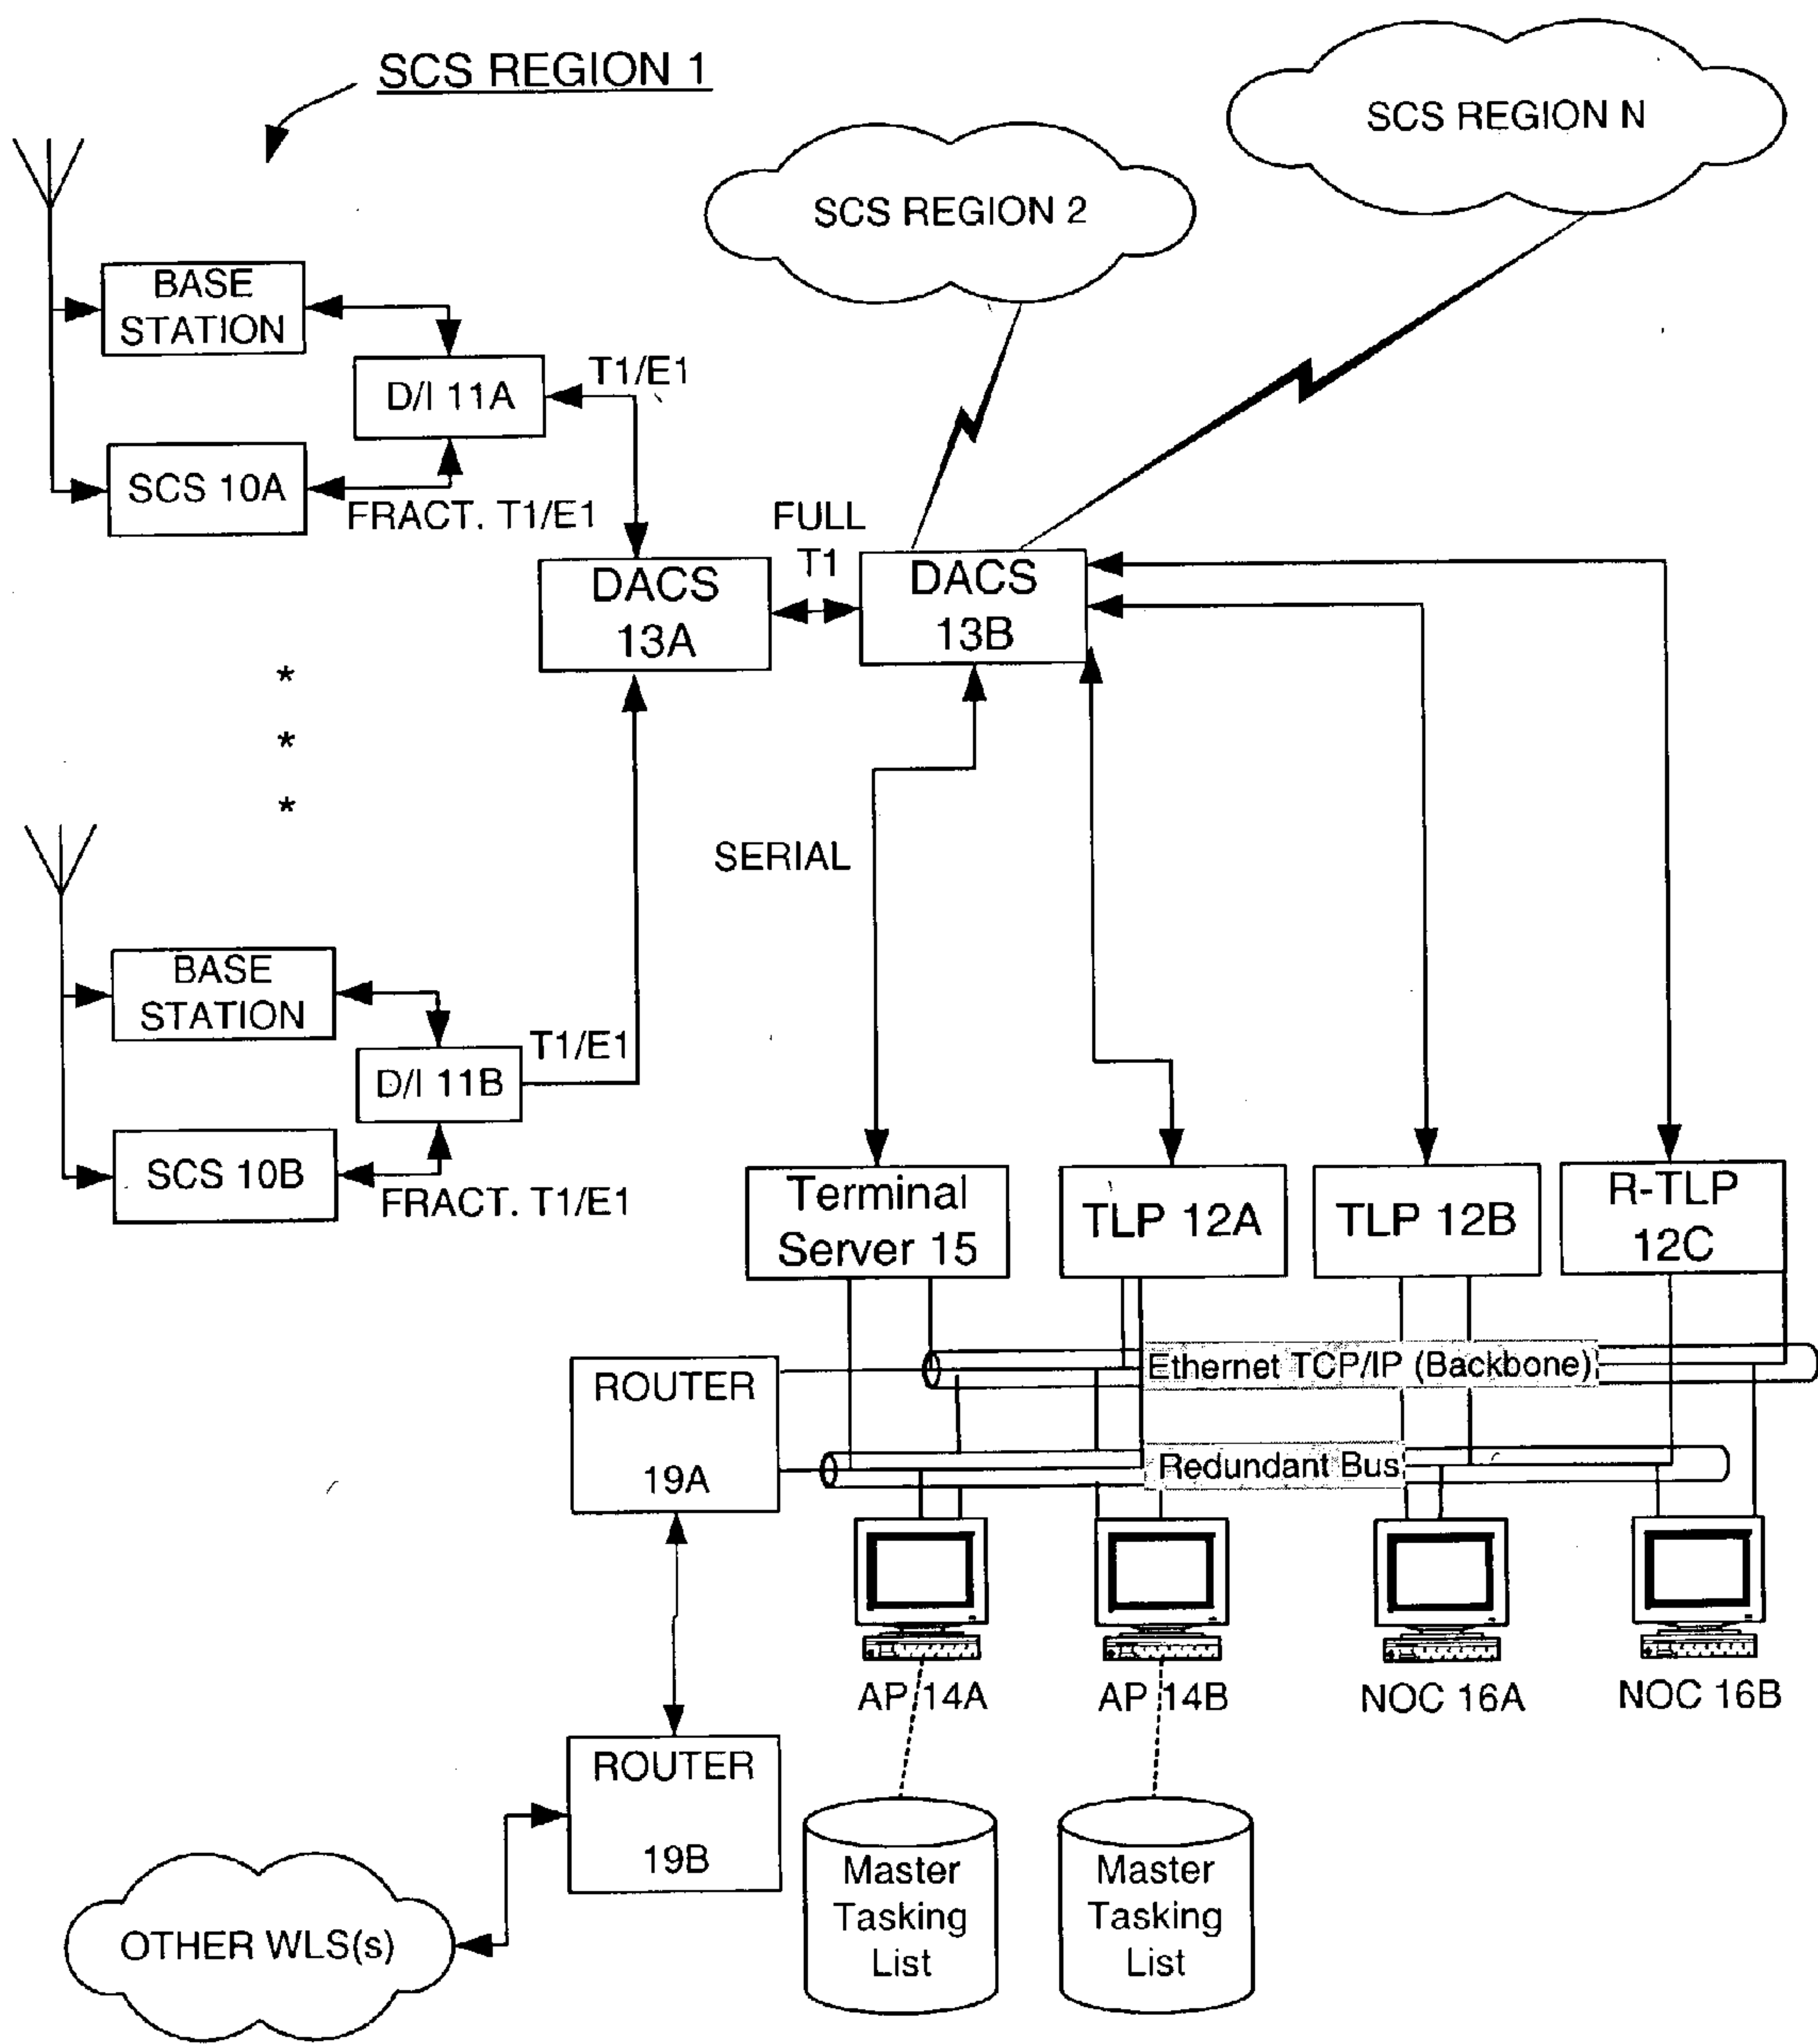 SCS REGION 1
SCS REGION N
SCS REGION 2
BASE
STATION
D/I 11A
T1/E1
SCS 10A
FRACT. T1/E1
FULL
T1
DACS
13A
DACS
13B
*
*
*
SERIAL
BASE
STATION
T1/E1
D/I 11B
SCS 10B
FRACT. T1/E1
Terminal
Server 15
TLP 12A
TLP 12B
R-TLP
12C
Ethernet TCP/IP (Backbone)
ROUTER
19A
Redundant Bus
AP 14A
AP 14B
NOC 16A
NOC 16B
ROUTER
19B
Master
Tasking
List
Master
Tasking
List
OTHER WLS(s)